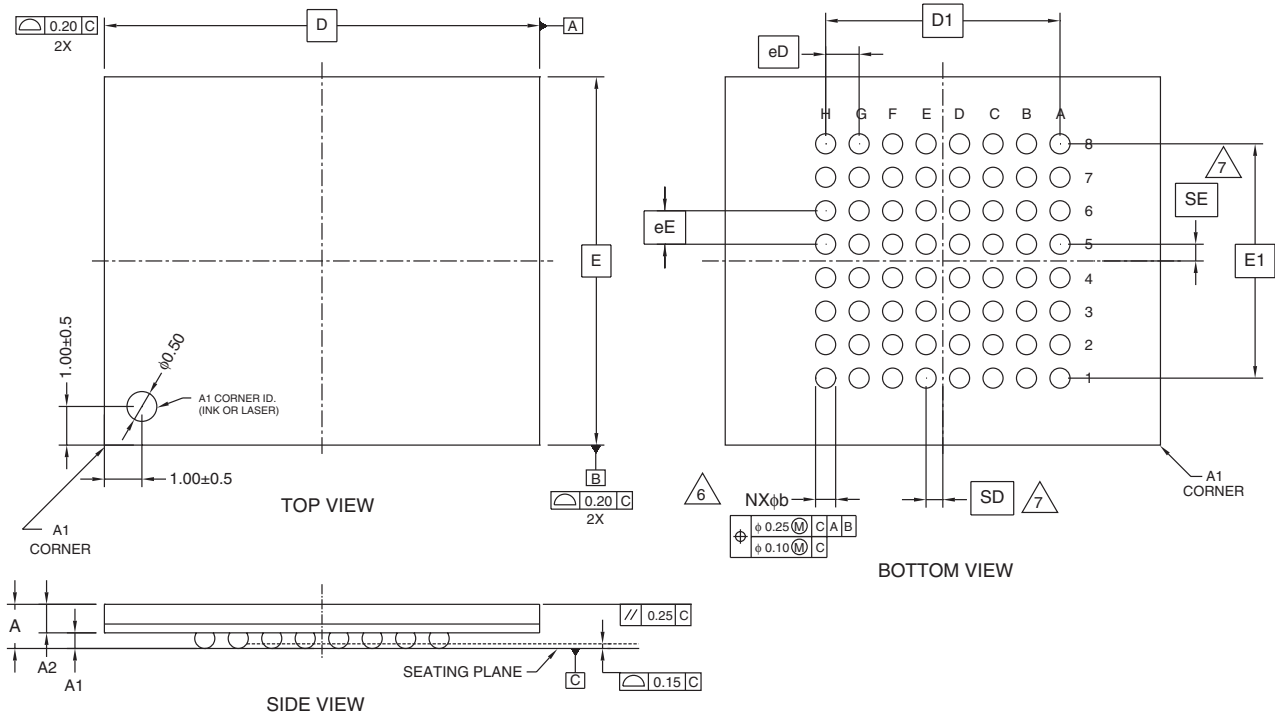 0.20 C
2X
D
A
E
1.00±0.5
ϕ0.50
A1 CORNER ID.
(INK OR LASER)
1.00±0.5
B
0.20 C
2X
TOP VIEW
A1
CORNER
D1
eD
H G F E D C B A
8
7
6
5
4
3
2
1
7
SE
eE
E1
6
NXϕb
SD
7
ϕ 0.25 M C A B
ϕ 0.10 M C
A1
CORNER
BOTTOM VIEW
A
A2
A1
// 0.25 C
SEATING PLANE
C
0.15 C
SIDE VIEW